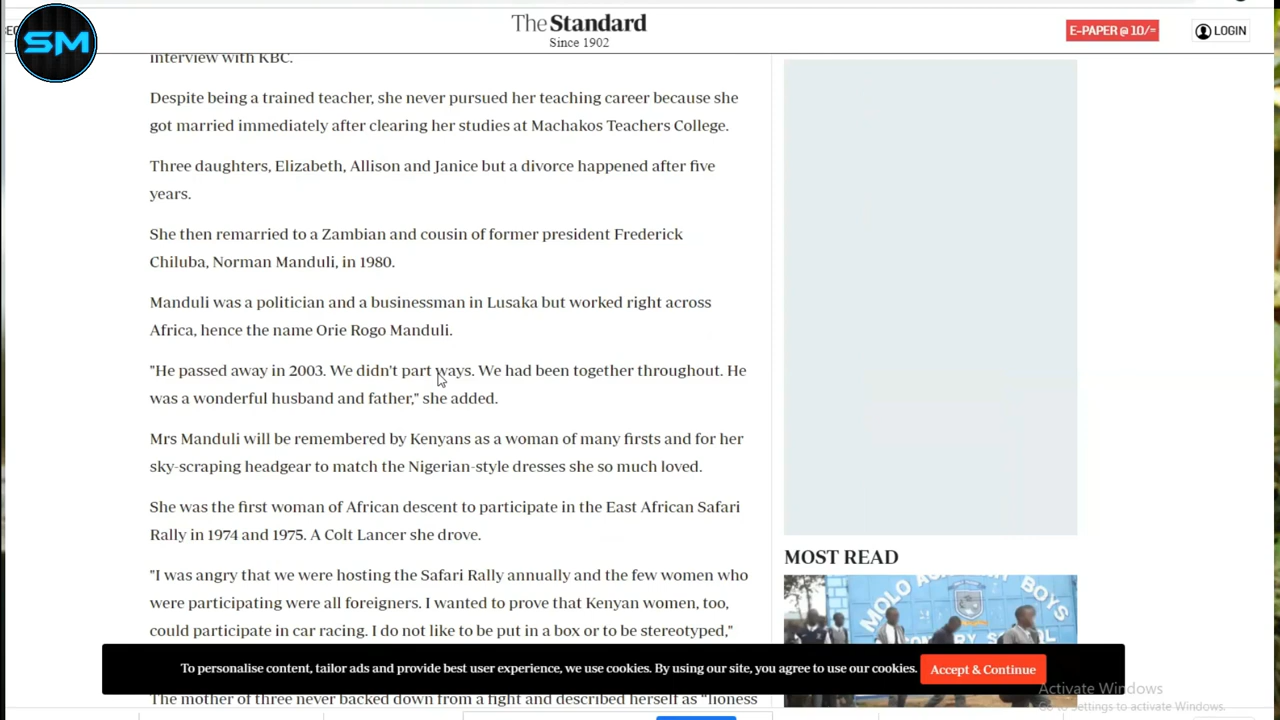 SM
The Standard
Since 1902
E-PAPER @ 10/=
LOGIN
interview with KBC.
Despite being a trained teacher, she never pursued her teaching career because she
got married immediately after clearing her studies at Machakos Teachers College.
Three daughters, Elizabeth, Allison and Janice but a divorce happened after five
years.
She then remarried to a Zambian and cousin of former president Frederick
Chiluba, Norman Manduli, in 1980.
Manduli was a politician and a businessman in Lusaka but worked right across
Africa, hence the name Orie Rogo Manduli.
"He passed away in 2003. We didn't part ways. We had been together throughout. He
was a wonderful husband and father," she added.
Mrs Manduli will be remembered by Kenyans as a woman of many firsts and for her
sky-scraping headgear to match the Nigerian-style dresses she so much loved.
She was the first woman of African descent to participate in the East African Safari
Rally in 1974 and 1975. A Colt Lancer she drove.
"I was angry that we were hosting the Safari Rally annually and the few women who
were participating were all foreigners. I wanted to prove that Kenyan women, too,
could participate in car racing. I do not like to be put in a box or to be stereotyped,"
MOST READ
MOLO ACADEMY BOYS
To personalise content, tailor ads and provide best user experience, we use cookies. By using our site, you agree to use our cookies.
Accept & Continue
The mother of three never backed down from a fight and described herself as "lioness
Activate Windows
Go to Settings to activate Windows.